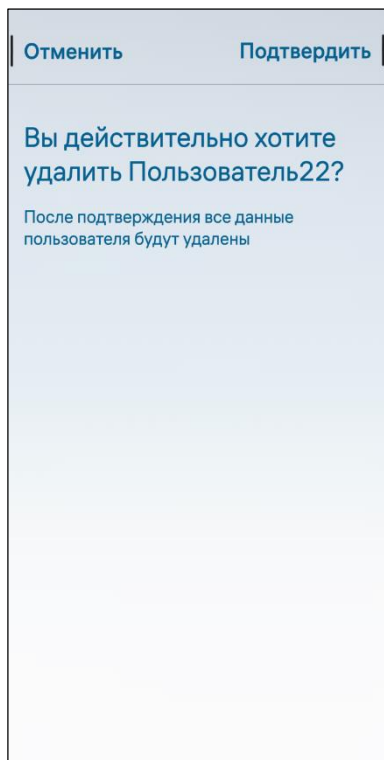 Отменить Подтвердить
Вы действительно хотите
удалить Пользователь22?
После подтверждения все данные
пользователя будут удалены